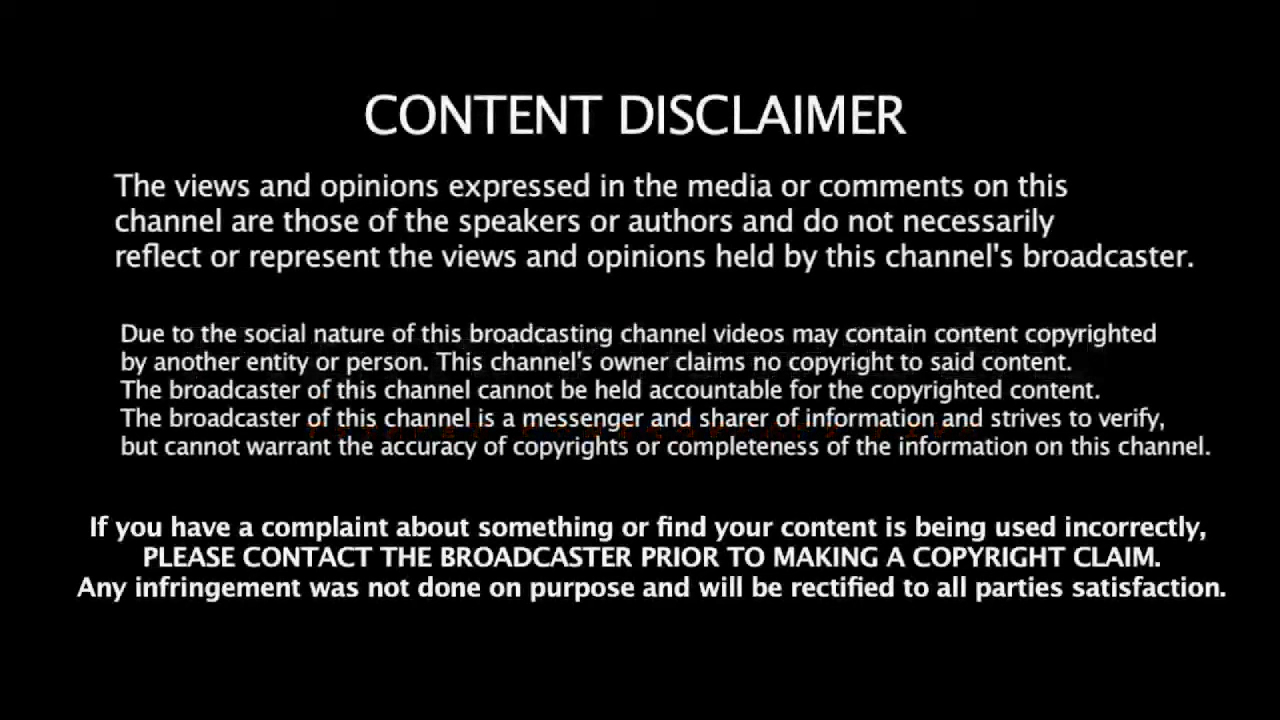 CONTENT DISCLAIMER
The views and opinions expressed in the media or comments on this
channel are those of the speakers or authors and do not necessarily
reflect or represent the views and opinions held by this channel's broadcaster.
Due to the social nature of this broadcasting channel videos may contain content copyrighted
by another entity or person. This channel's owner claims no copyright to said content.
The broadcaster of this channel cannot be held accountable for the copyrighted content.
The broadcaster of this channel is a messenger and sharer of information and strives to verify,
but cannot warrant the accuracy of copyrights or completeness of the information on this channel.
If you have a complaint about something or find your content is being used incorrectly,
PLEASE CONTACT THE BROADCASTER PRIOR TO MAKING A COPYRIGHT CLAIM.
Any infringement was not done on purpose and will be rectified to all parties satisfaction.